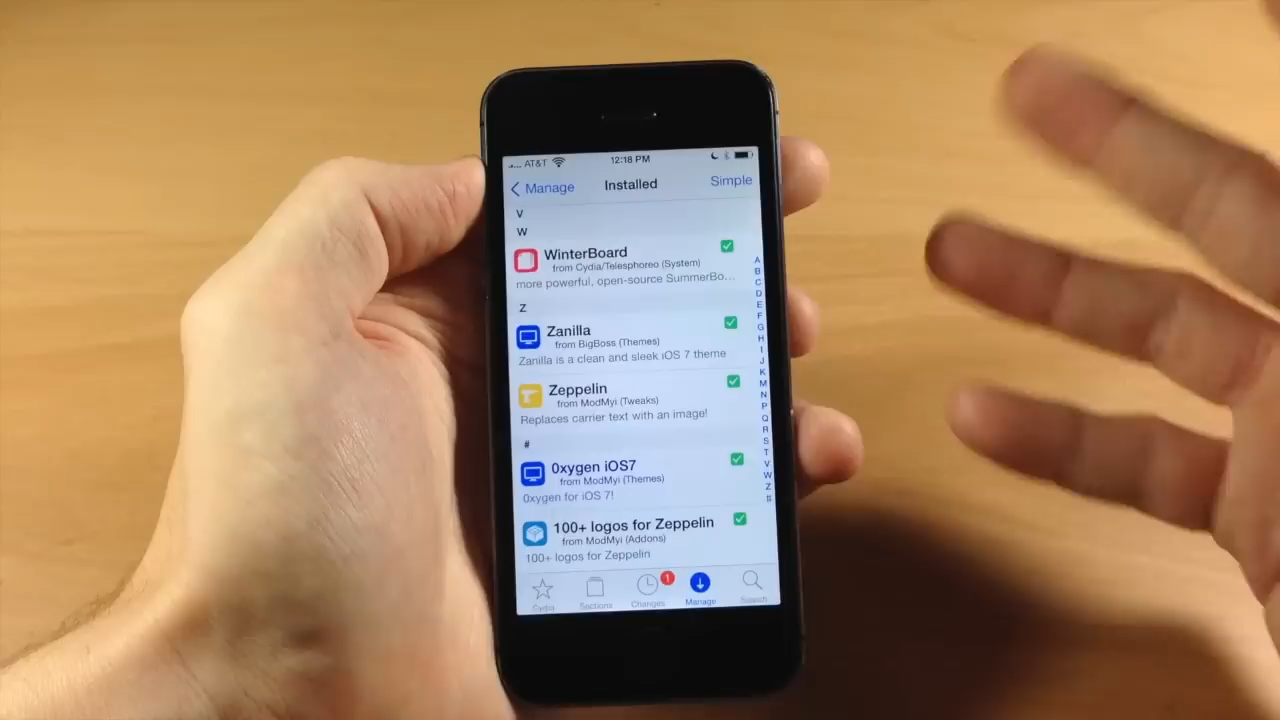 AT&T 12:18 PM
Manage Installed Simple
V
W
WinterBoard
from Cydia/Telesphoreo (System)
more powerful, open-source SummerBo...
Z
Zanilla
from BigBoss (Themes)
Zanilla is a clean and sleek iOS 7 theme
Zeppelin
from ModMyi (Tweaks)
Replaces carrier text with an image!
#
0xygen iOS7
from ModMyi (Themes)
0xygen for iOS 7!
100+ logos for Zeppelin
from ModMyi (Addons)
100+ logos for Zeppelin
A
B
C
D
E
F
G
H
I
J
K
M
N
P
Q
R
S
T
V
W
Z
#
1
Cydia Sections Changes Manage Search